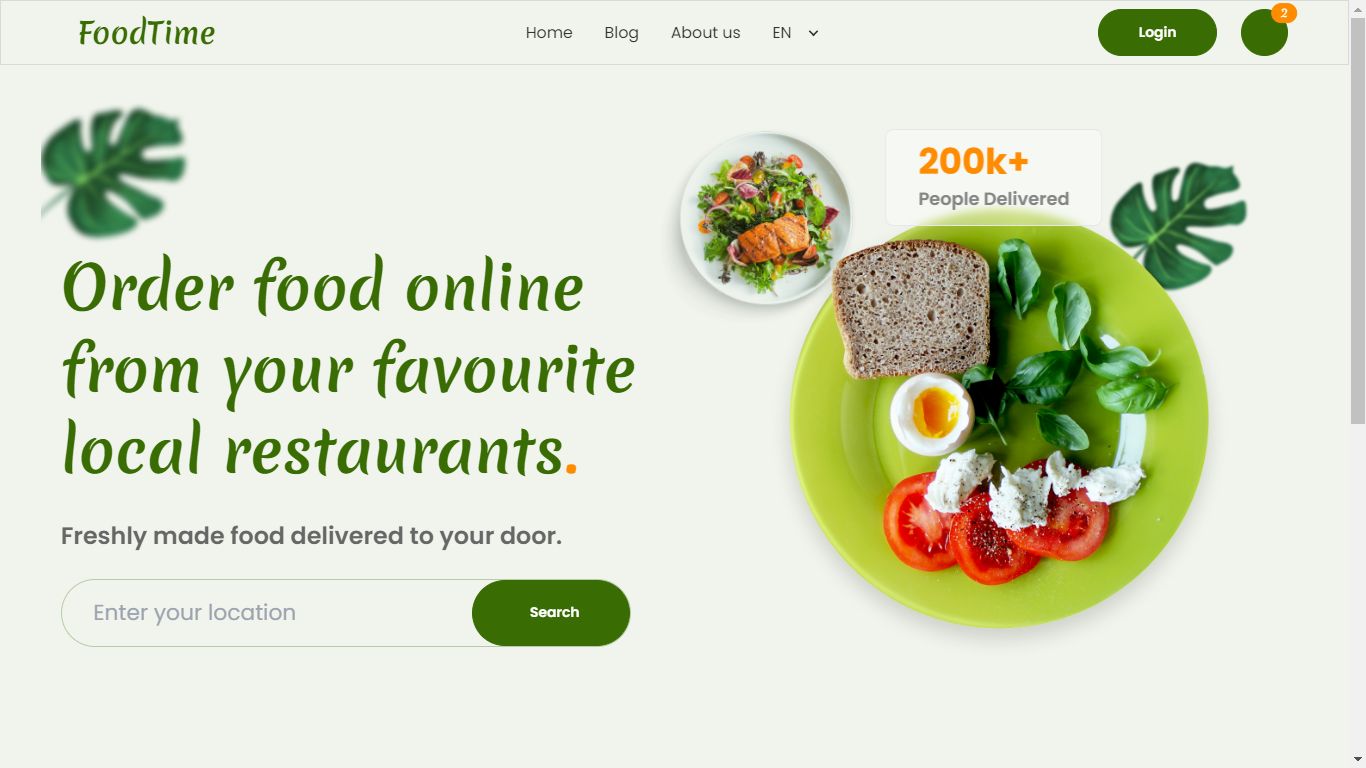 FoodTime
Home
Blog
About us
EN
Login
2
200k+
People Delivered
Order food online
from your favourite
local restaurants.
Freshly made food delivered to your door.
Enter your location
Search